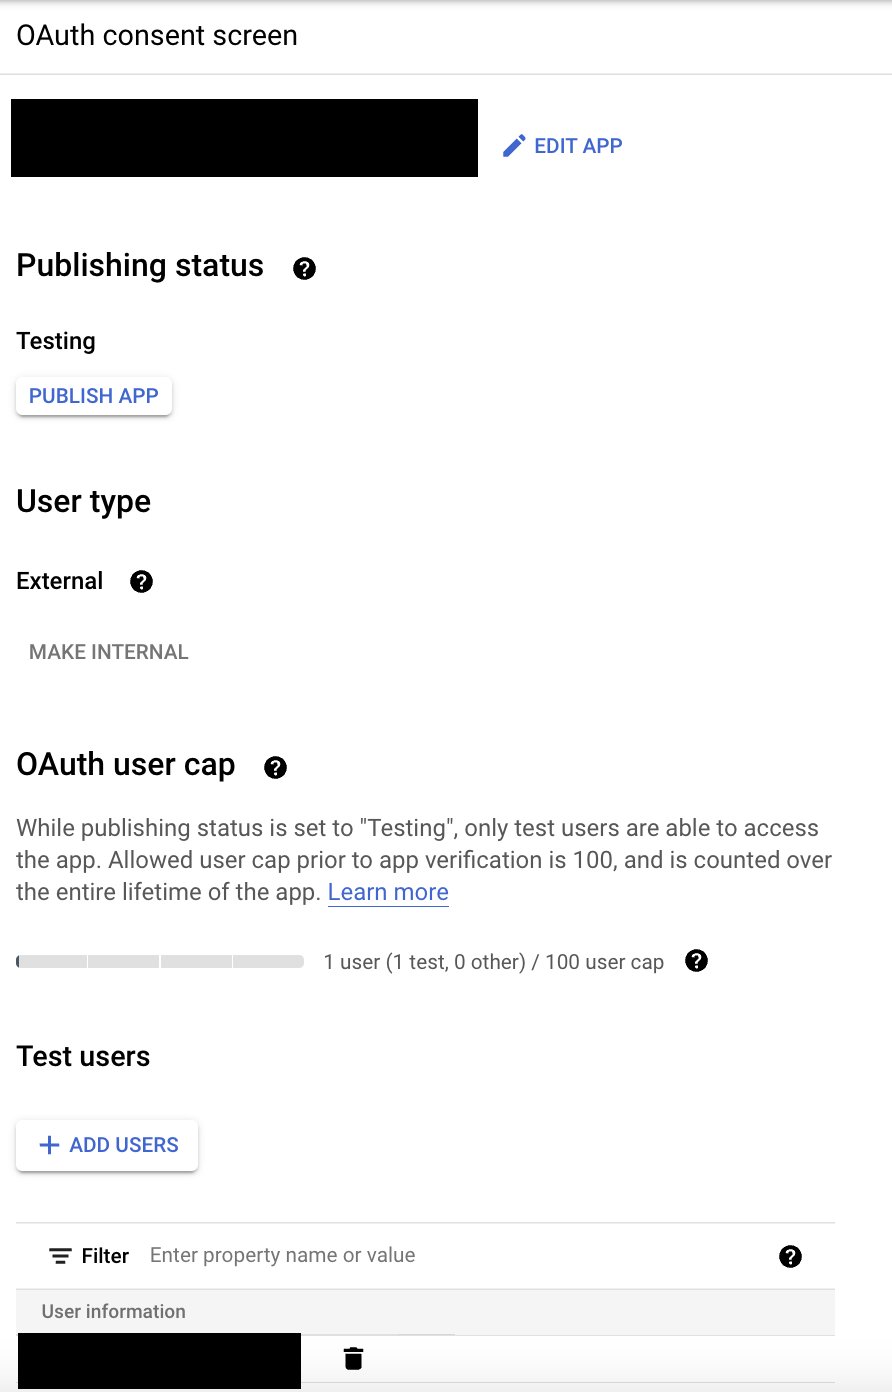 OAuth consent screen
EDIT APP
Publishing status
Testing
PUBLISH APP
User type
External
MAKE INTERNAL
OAuth user cap
While publishing status is set to "Testing", only test users are able to access
the app. Allowed user cap prior to app verification is 100, and is counted over
the entire lifetime of the app. Learn more
1 user (1 test, 0 other) / 100 user cap
Test users
ADD USERS
Filter Enter property name or value
User information